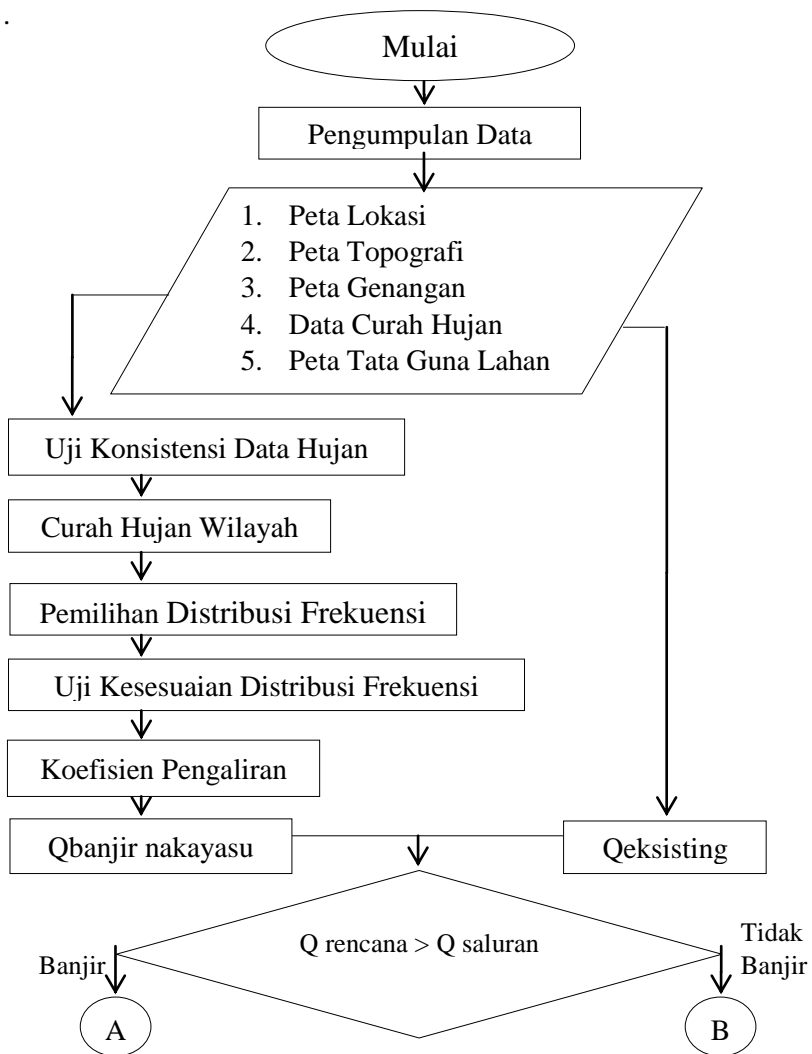 .
Mulai
Pengumpulan Data
1. Peta Lokasi
2. Peta Topografi
3. Peta Genangan
4. Data Curah Hujan
5. Peta Tata Guna Lahan
Uji Konsistensi Data Hujan
Curah Hujan Wilayah
Pemilihan Distribusi Frekuensi
Uji Kesesuaian Distribusi Frekuensi
Koefisien Pengaliran
Qbanjir nakayasu
Qeksisting
Q rencana > Q saluran
Banjir
Tidak
Banjir
A
B